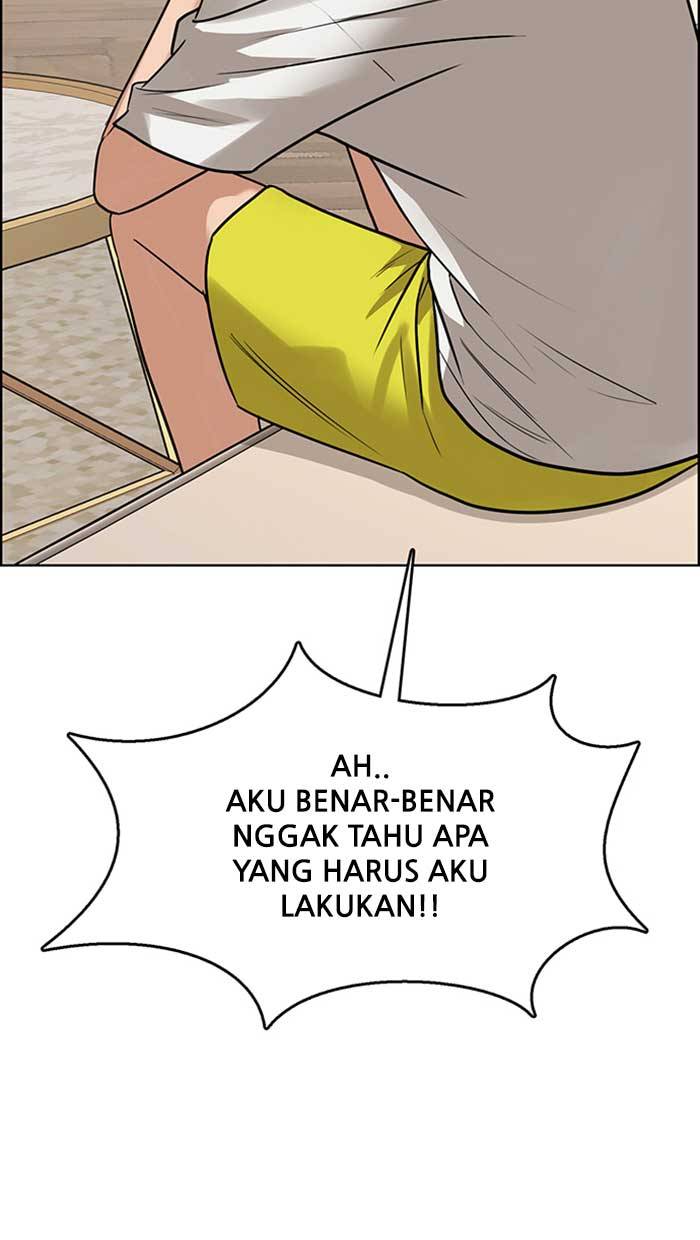 AH..
AKU BENAR-BENAR
NGGAK TAHU APA
YANG HARUS AKU
LAKUKAN!!